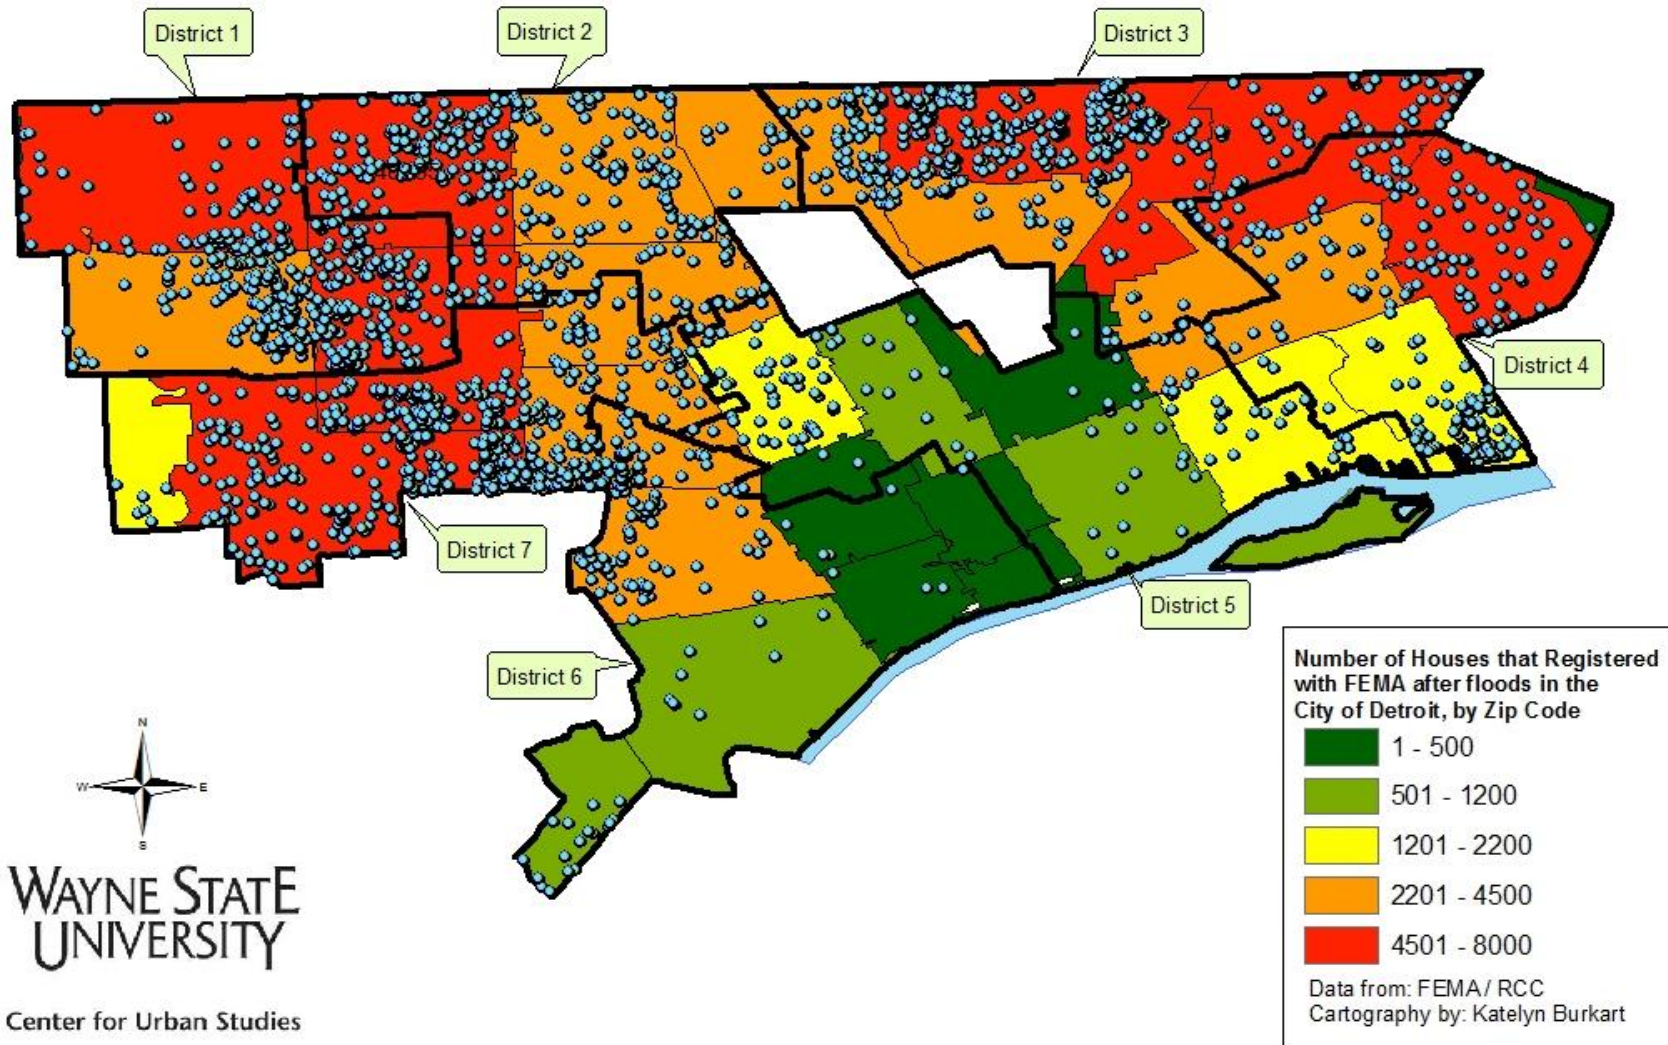 District 1
District 2
District 3
District 4
District 7
District 5
District 6
Number of Houses that Registered
with FEMA after floods in the
City of Detroit, by Zip Code
1 - 500
501 - 1200
1201 - 2200
2201 - 4500
4501 - 8000
Data from: FEMA / RCC
Cartography by: Katelyn Burkart
N
W
E
S
WAYNE STATE
UNIVERSITY
Center for Urban Studies